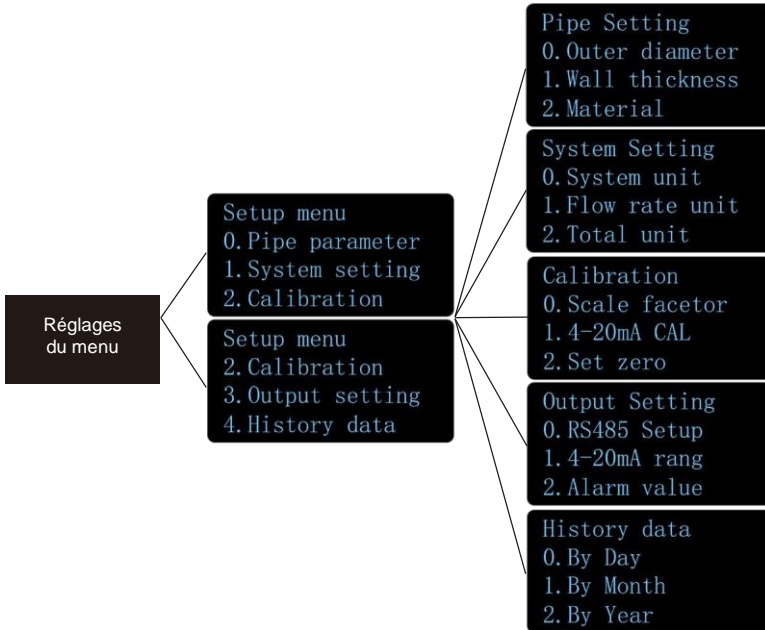 Réglages
du menu
Setup menu
0.Pipe parameter
1.System setting
2.Calibration
Setup menu
2.Calibration
3.Output setting
4.History data
Pipe Setting
0.Outer diameter
1.Wall thickness
2.Material
System Setting
0.System unit
1.Flow rate unit
2.Total unit
Calibration
0.Scale facetor
1.4-20mA CAL
2.Set zero
Output Setting
0.RS485 Setup
1.4-20mA rang
2.Alarm value
History data
0.By Day
1.By Month
2.By Year